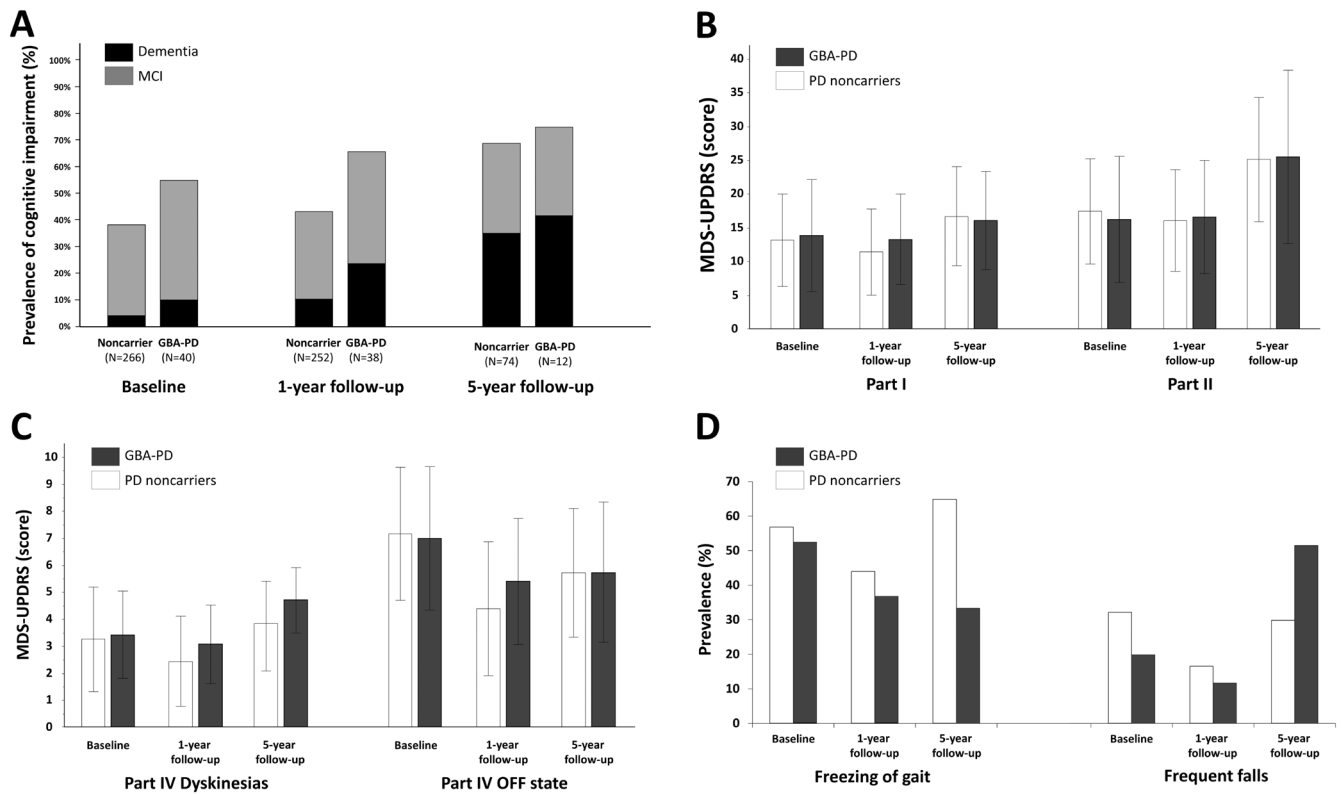 A
Dementia
MCI
Prevalence of cognitive impairment (%)
100%
90%
80%
70%
60%
50%
40%
30%
20%
10%
0%
Noncarrier GBA-PD
(N=266) (N=40)
Baseline
Noncarrier GBA-PD
(N=252) (N=38)
1-year follow-up
Noncarrier GBA-PD
(N=74) (N=12)
5-year follow-up
B
GBA-PD
PD noncarriers
MDS-UPDRS (score)
40
35
30
25
20
15
10
5
0
Baseline
1-year
follow-up
5-year
follow-up
Part I
Baseline
1-year
follow-up
5-year
follow-up
Part II
C
GBA-PD
PD noncarriers
MDS-UPDRS (score)
10
9
8
7
6
5
4
3
2
1
0
Baseline
1-year
follow-up
5-year
follow-up
Part IV Dyskinesias
Baseline
1-year
follow-up
5-year
follow-up
Part IV OFF state
D
GBA-PD
PD noncarriers
Prevalence (%)
70
60
50
40
30
20
10
0
Baseline
1-year
follow-up
5-year
follow-up
Freezing of gait
Baseline
1-year
follow-up
5-year
follow-up
Frequent falls